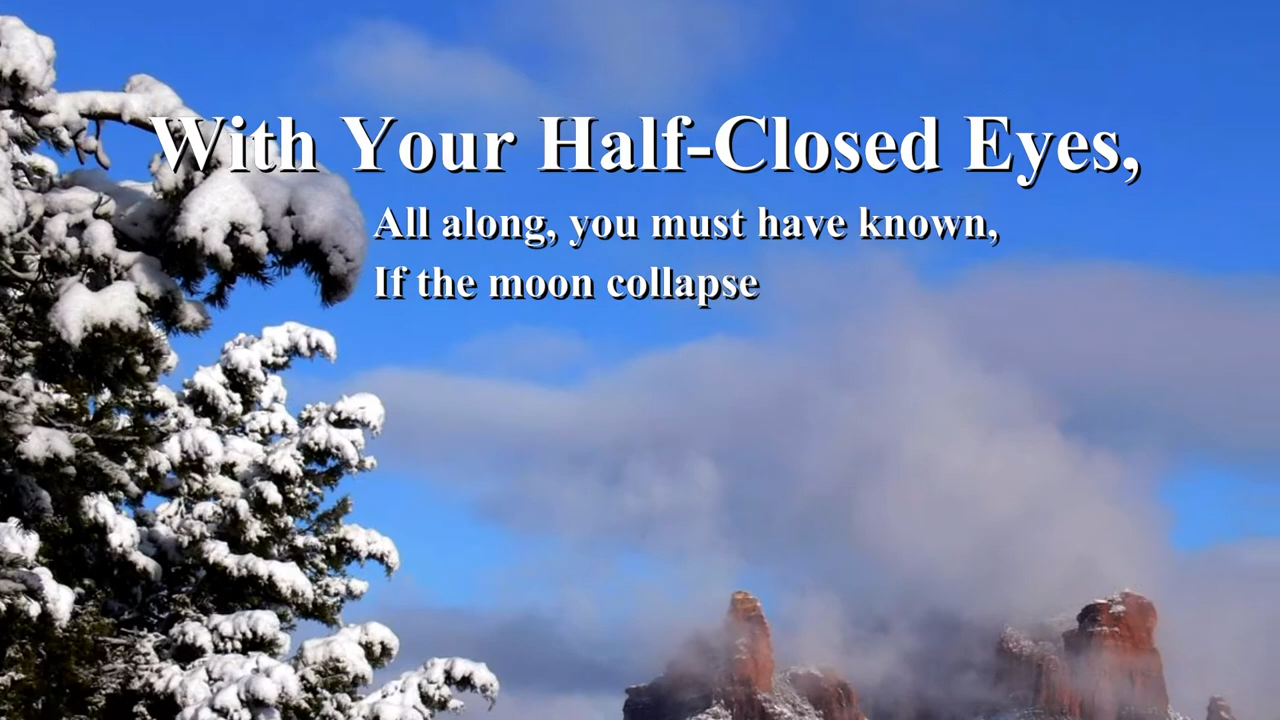 With Your Half-Closed Eyes,
All along, you must have known,
If the moon collapse